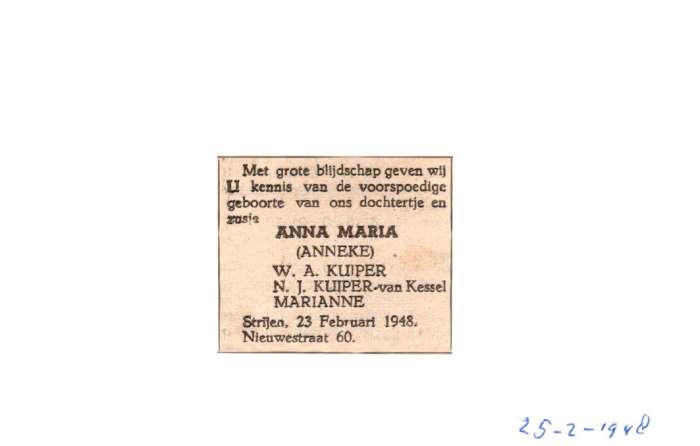 Met grote blijdschap geven wij
U kennis van de voorspoedige
geboorte van ons dochtertje en
zusje
ANNA MARIA
(ANNEKE)
W. A. KUIPER
N. J. KUIPER-van Kessel
MARIANNE
Strijen, 23 Februari 1948.
Nieuwestraat 60.
25-2-1948